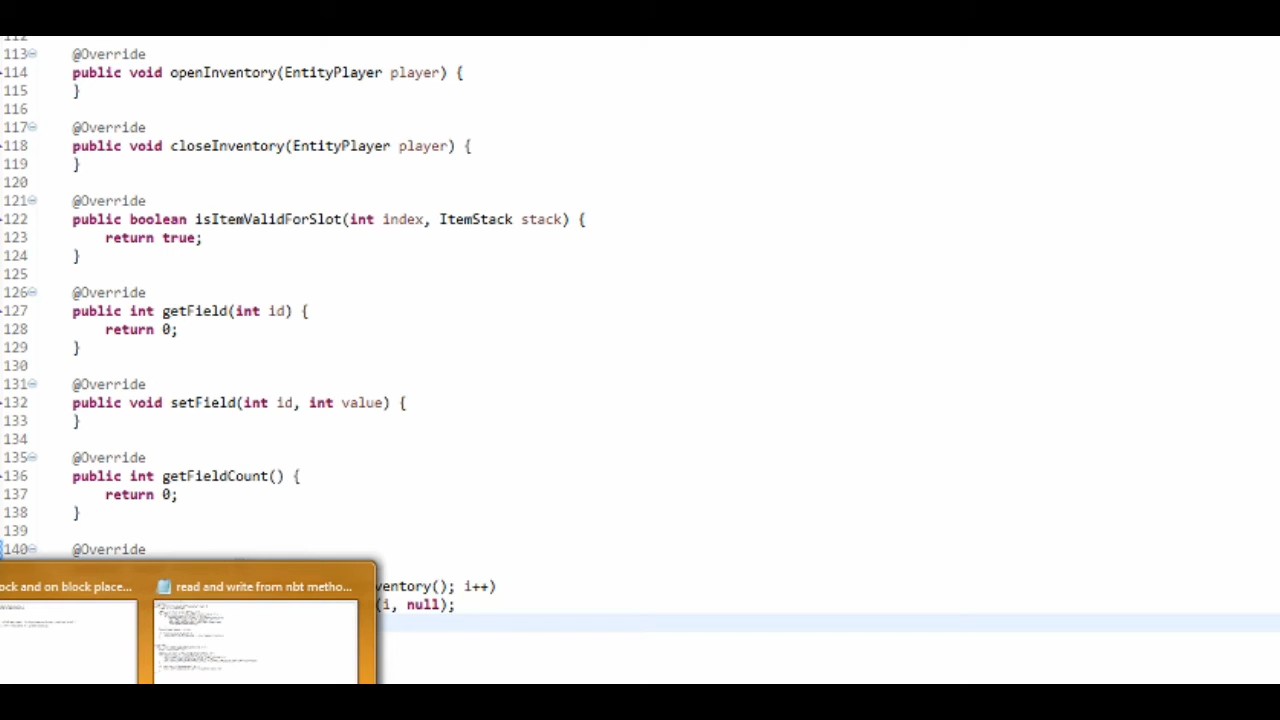 112
113 @Override
114 public void openInventory(EntityPlayer player) {
115 }
116
117 @Override
118 public void closeInventory(EntityPlayer player) {
119 }
120
121 @Override
122 public boolean isItemValidForSlot(int index, ItemStack stack) {
123 return true;
124 }
125
126 @Override
127 public int getField(int id) {
128 return 0;
129 }
130
131 @Override
132 public void setField(int id, int value) {
133 }
134
135 @Override
136 public int getFieldCount() {
137 return 0;
138 }
139
140 @Override
ock and on block place... read and write from nbt metho... ventory(); i++)
(i, null);